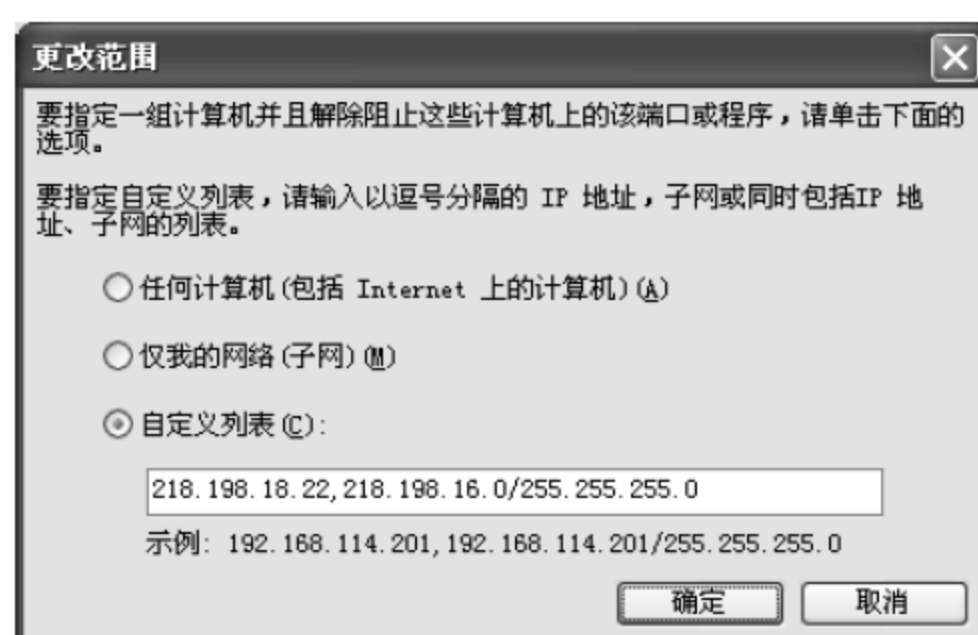 更改范围
要指定一组计算机并且解除阻止这些计算机上的该端口或程序，请单击下面的
选项。
要指定自定义列表，请输入以逗号分隔的 IP 地址，子网或同时包括IP 地
址、子网的列表。
任何计算机(包括 Internet 上的计算机)(A)
仅我的网络(子网)(M)
自定义列表(C):
218.198.18.22,218.198.16.0/255.255.255.0
示例: 192.168.114.201,192.168.114.201/255.255.255.0
确定 取消